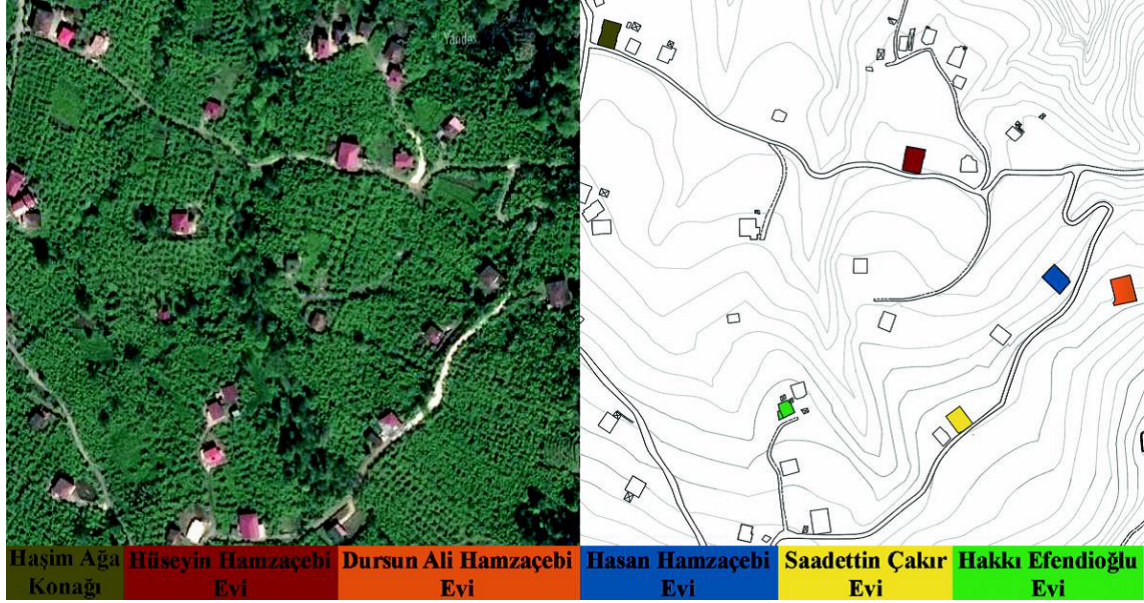 Yandex
Haşim Ağa
Konağı
Hüseyin Hamzaçebi
Evi
Dursun Ali Hamzaçebi
Evi
Hasan Hamzaçebi
Evi
Saadettin Çakır
Evi
Hakkı Efendioğlu
Evi